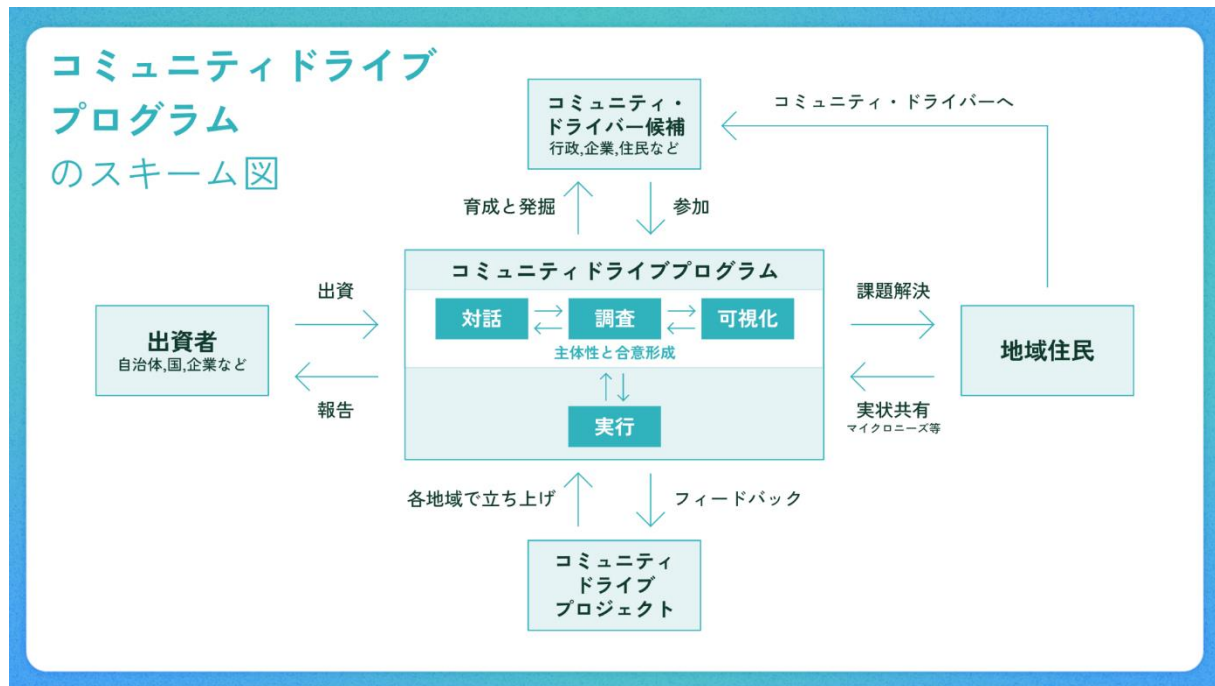 コミュニティドライブ
プログラム
のスキーム図
コミュニティ・
ドライバー候補
行政,企業,住民など
コミュニティ・ドライバーへ
育成と発掘
参加
コミュニティドライブプログラム
出資
対話
調査
可視化
課題解決
主体性と合意形成
出資者
自治体,国,企業など
地域住民
報告
実行
実状共有
マイクロニーズ等
各地域で立ち上げ
フィードバック
コミュニティ
ドライブ
プロジェクト